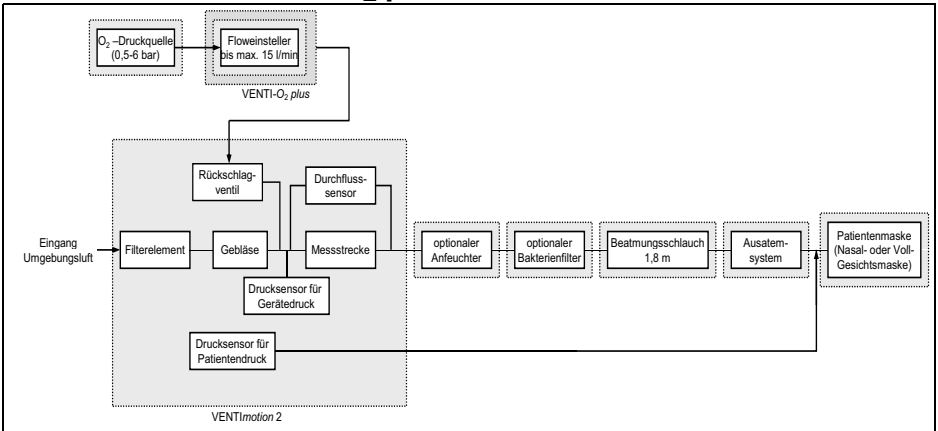 O₂ –Druckquelle
(0,5-6 bar)
Floweinsteller
bis max. 15 l/min
VENTI-O₂ plus
Rückschlag-
ventil
Durchfluss-
sensor
Eingang
Umgebungsluft
Filterelement
Gebläse
Messstrecke
optionaler
Anfeuchter
optionaler
Bakterienfilter
Beatmungsschlauch
1,8 m
Ausatem-
system
Patientenmaske
(Nasal- oder Voll-
Gesichtsmaske)
Drucksensor für
Gerätedruck
Drucksensor für
Patientendruck
VENTImotion 2